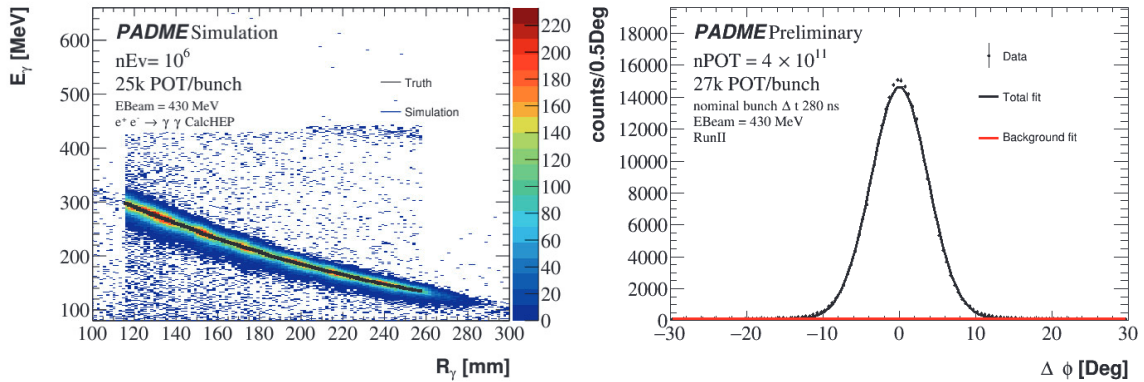 E_γ [MeV]
600
500
400
300
200
100
PADME Simulation
nEv= 10^6
25k POT/bunch
EBeam = 430 MeV
e^+ e^- → γ γ CalcHEP
Truth
Simulation
220
200
180
160
140
120
100
80
60
40
20
0
100 120 140 160 180 200 220 240 260 280 300
R_γ [mm]
counts/0.5Deg
18000
16000
14000
12000
10000
8000
6000
4000
2000
0
PADME Preliminary
nPOT = 4 × 10^11
27k POT/bunch
nominal bunch Δ t 280 ns
EBeam = 430 MeV
RunII
Data
Total fit
Background fit
−30 −20 −10 0 10 20 30
Δ ϕ [Deg]